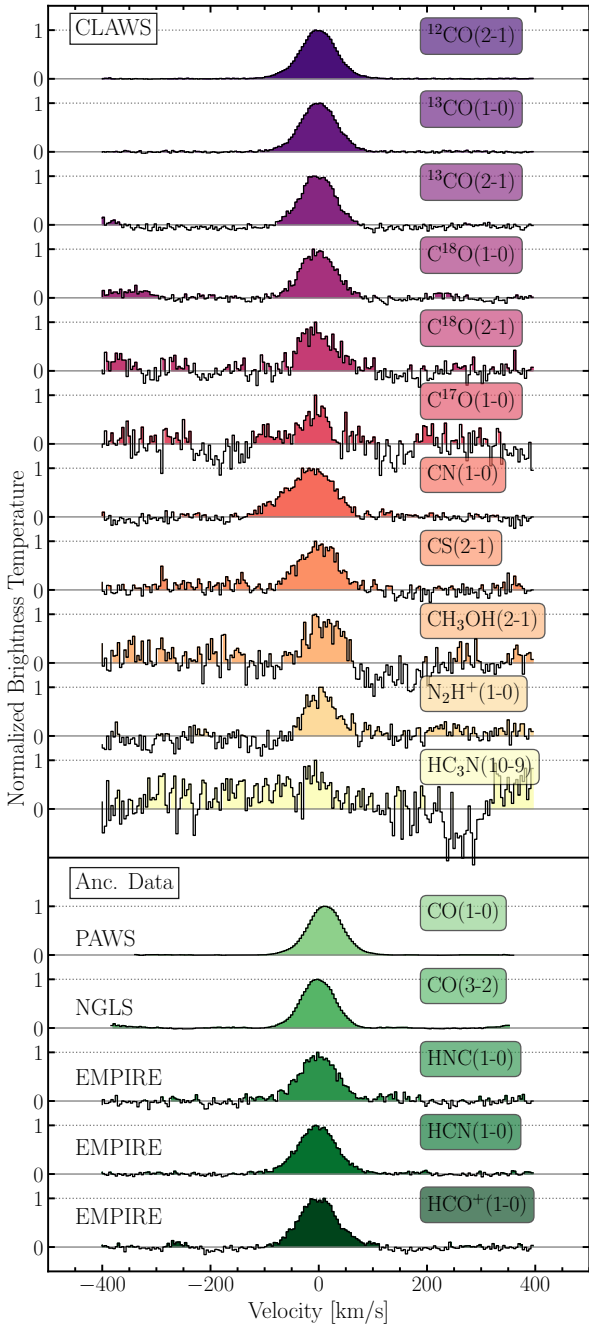 CLAWS
1
0
¹²CO(2-1)
1
0
¹³CO(1-0)
1
0
¹³CO(2-1)
1
0
C¹⁸O(1-0)
1
0
C¹⁸O(2-1)
1
0
C¹⁷O(1-0)
1
0
CN(1-0)
1
0
CS(2-1)
1
0
CH₃OH(2-1)
1
0
N₂H⁺(1-0)
1
0
HC₃N(10-9)
Normalized Brightness Temperature
Anc. Data
1
0
PAWS
CO(1-0)
1
0
NGLS
CO(3-2)
1
0
EMPIRE
HNC(1-0)
1
0
EMPIRE
HCN(1-0)
1
0
EMPIRE
HCO⁺(1-0)
−400 −200 0 200 400
Velocity [km/s]